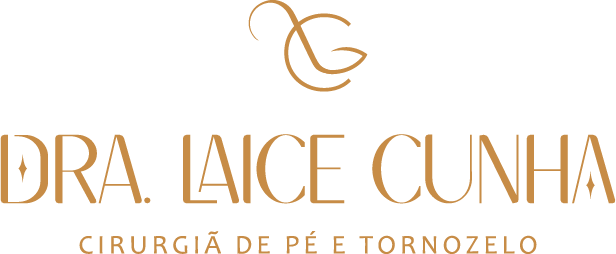 DRA. LAICE CUNHA
CIRURGIÃ DE PÉ E TORNOZELO